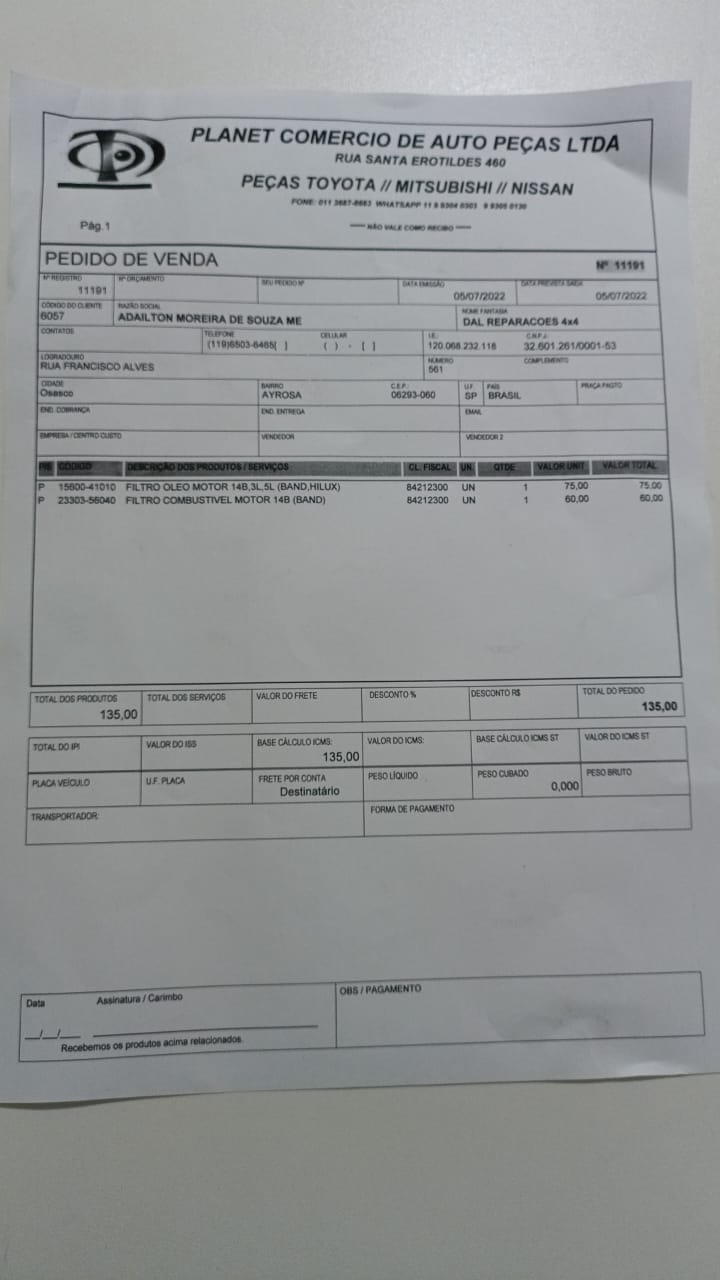 PLANET COMERCIO DE AUTO PEÇAS LTDA
RUA SANTA EROTILDES 460
PEÇAS TOYOTA // MITSUBISHI // NISSAN
FONE: 011 3687-8683 WHATSAPP 11 9 9304 0303 9 9305 0130
Pág.1
---- NÃO VALE COMO RECIBO ----
PEDIDO DE VENDA Nº 11191
Nº REGISTRO Nº ORÇAMENTO SEU PEDIDO Nº DATA EMISSÃO DATA PREVISTA SAÍDA
11191 05/07/2022 05/07/2022
CÓDIGO DO CLIENTE RAZÃO SOCIAL NOME FANTASIA
6057 ADAILTON MOREIRA DE SOUZA ME DAL REPARACOES 4x4
CONTATOS TELEFONE CELULAR I.E. C.N.P.J.
(119)6503-6465[ ] ( ) - [ ] 120.068.232.118 32.601.261/0001-53
LOGRADOURO NÚMERO COMPLEMENTO
RUA FRANCISCO ALVES 561
CIDADE BAIRRO C.E.P. U.F. PAÍS PRAÇA PAGTO
Osasco AYROSA 06293-060 SP BRASIL
END. COBRANÇA END. ENTREGA EMAIL
EMPRESA / CENTRO CUSTO VENDEDOR VENDEDOR 2
P/S CÓDIGO DESCRIÇÃO DOS PRODUTOS / SERVIÇOS CL. FISCAL UN. QTDE VALOR UNIT VALOR TOTAL
P 15600-41010 FILTRO OLEO MOTOR 14B,3L,5L (BAND,HILUX) 84212300 UN 1 75,00 75,00
P 23303-56040 FILTRO COMBUSTIVEL MOTOR 14B (BAND) 84212300 UN 1 60,00 60,00
TOTAL DOS PRODUTOS TOTAL DOS SERVIÇOS VALOR DO FRETE DESCONTO % DESCONTO R$ TOTAL DO PEDIDO
135,00 135,00
TOTAL DO IPI VALOR DO ISS BASE CÁLCULO ICMS: VALOR DO ICMS: BASE CÁLCULO ICMS ST VALOR DO ICMS ST
135,00
PLACA VEÍCULO U.F. PLACA FRETE POR CONTA PESO LÍQUIDO PESO CUBADO PESO BRUTO
Destinatário 0,000
TRANSPORTADOR: FORMA DE PAGAMENTO
Data Assinatura / Carimbo OBS / PAGAMENTO
__/__/___
Recebemos os produtos acima relacionados.